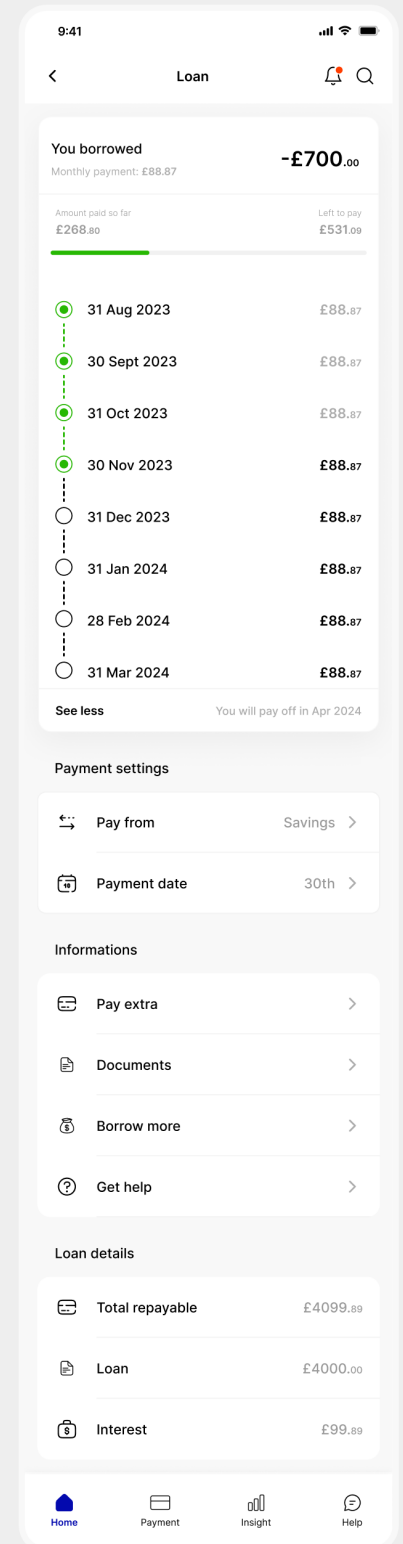 9:41
Loan
You borrowed
-£700.00
Monthly payment: £88.87
Amount paid so far
Left to pay
£268.80
£531.09
31 Aug 2023 £88.87
30 Sept 2023 £88.87
31 Oct 2023 £88.87
30 Nov 2023 £88.87
31 Dec 2023 £88.87
31 Jan 2024 £88.87
28 Feb 2024 £88.87
31 Mar 2024 £88.87
See less You will pay off in Apr 2024
Payment settings
Pay from Savings
10 Payment date 30th
Informations
Pay extra
Documents
$ Borrow more
? Get help
Loan details
Total repayable £4099.89
Loan £4000.00
$ Interest £99.89
Home Payment Insight Help